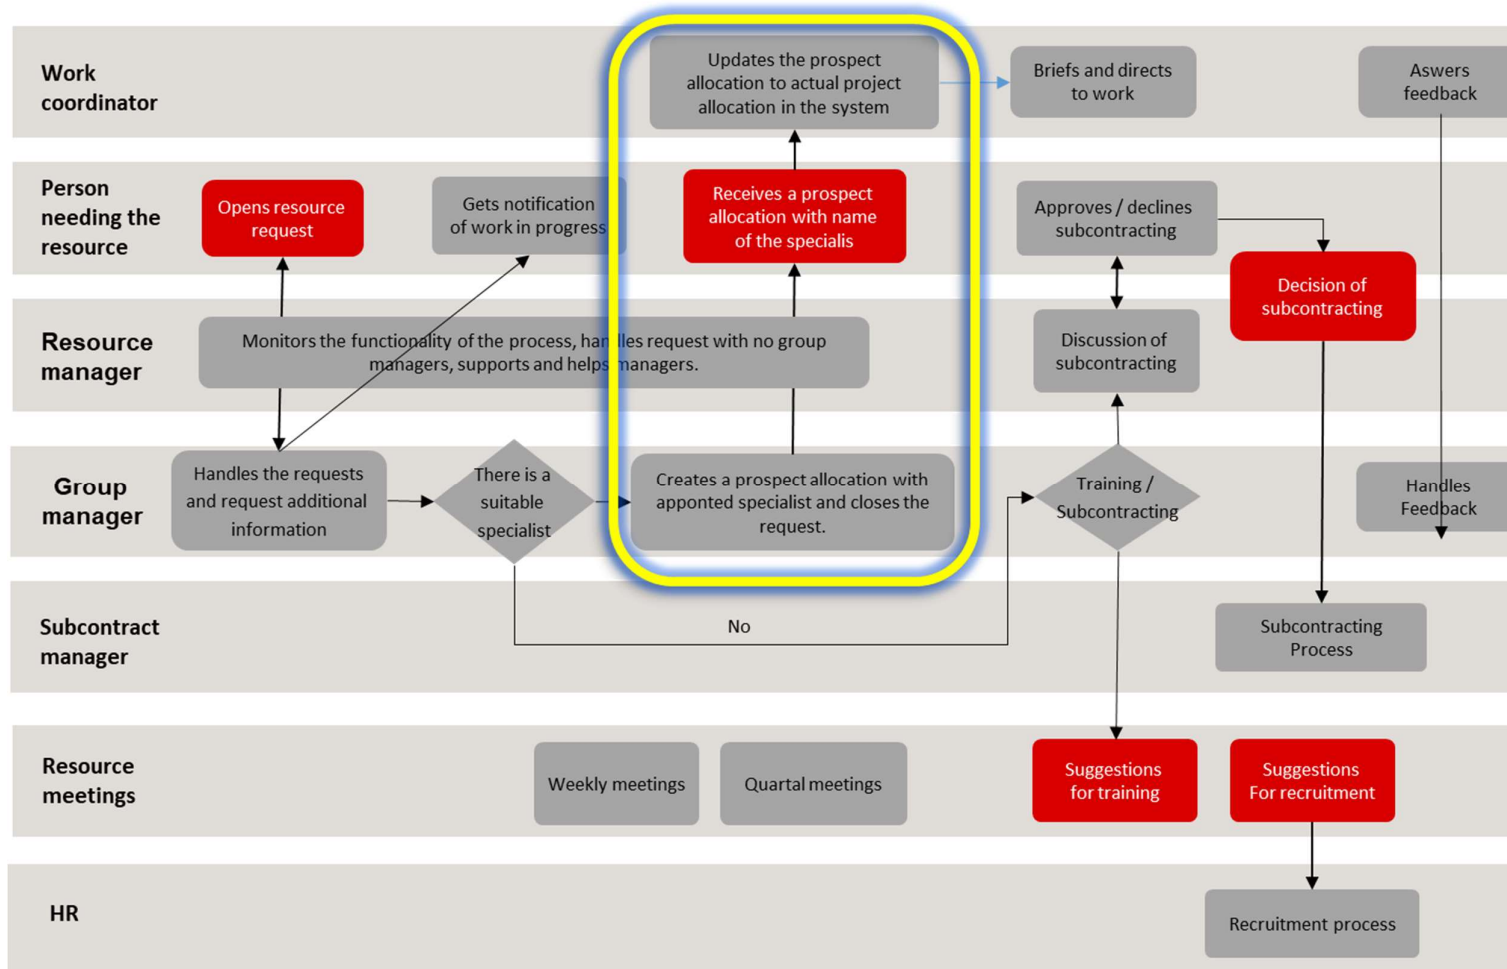 Work
coordinator
Updates the prospect
allocation to actual project
allocation in the system
Briefs and directs
to work
Aswers
feedback
Person
needing the
resource
Opens resource
request
Gets notification
of work in progress
Receives a prospect
allocation with name
of the specialis
Approves / declines
subcontracting
Decision of
subcontracting
Resource
manager
Monitors the functionality of the process, handles request with no group
managers, supports and helps managers.
Discussion of
subcontracting
Group
manager
Handles the requests
and request additional
information
There is a
suitable
specialist
Creates a prospect allocation with
apponted specialist and closes the
request.
Training /
Subcontracting
Handles
Feedback
Subcontract
manager
No
Subcontracting
Process
Resource
meetings
Weekly meetings
Quartal meetings
Suggestions
for training
Suggestions
For recruitment
HR
Recruitment process